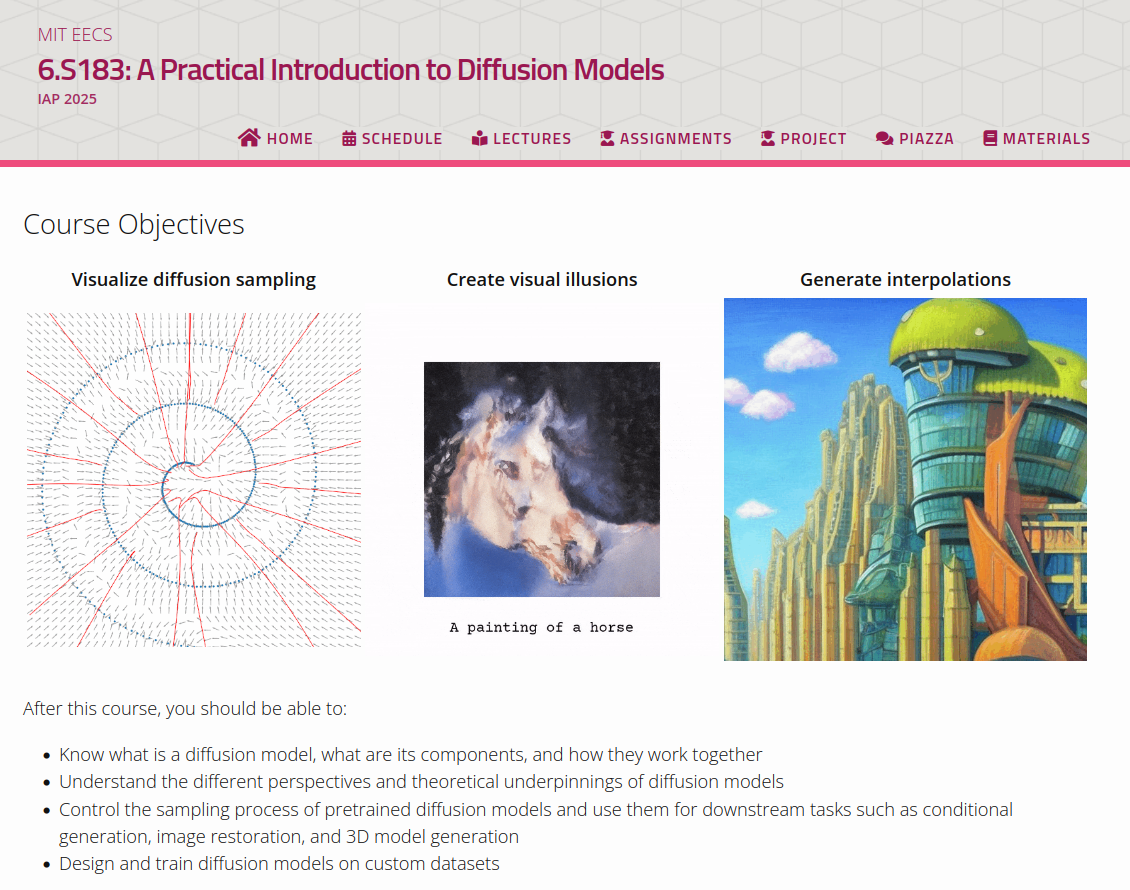 MIT EECS
6.S183: A Practical Introduction to Diffusion Models
IAP 2025
HOME SCHEDULE LECTURES ASSIGNMENTS PROJECT PIAZZA MATERIALS
Course Objectives
Visualize diffusion sampling
Create visual illusions
Generate interpolations
A painting of a horse
After this course, you should be able to:
Know what is a diffusion model, what are its components, and how they work together
Understand the different perspectives and theoretical underpinnings of diffusion models
Control the sampling process of pretrained diffusion models and use them for downstream tasks such as conditional
generation, image restoration, and 3D model generation
Design and train diffusion models on custom datasets